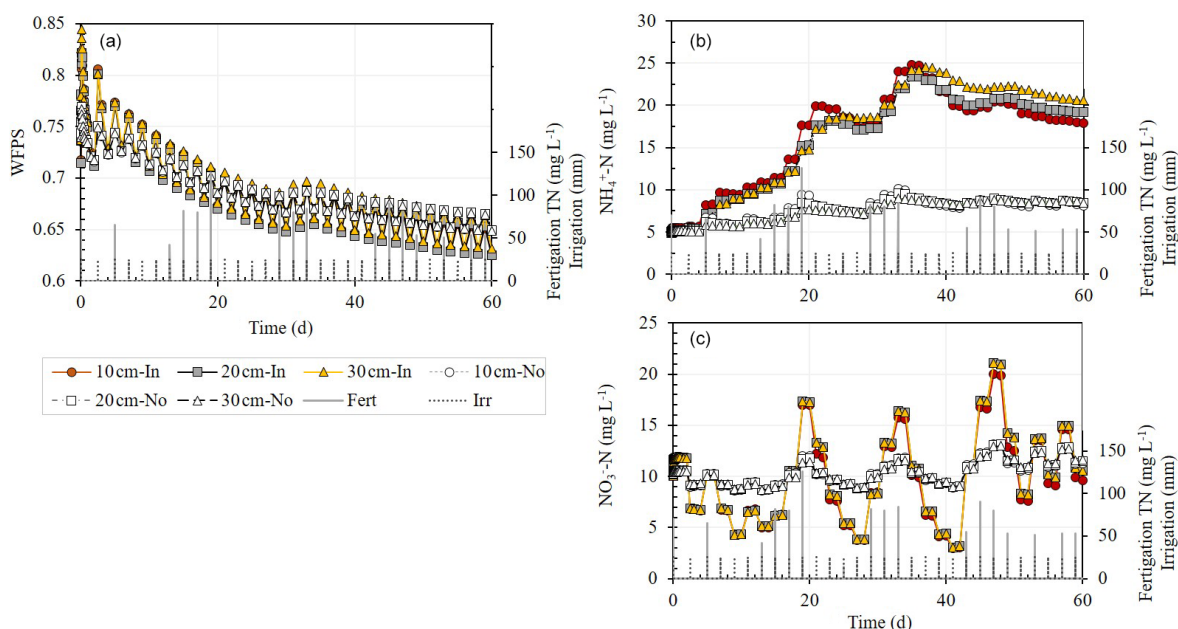 (a)
WFPS
0.85
0.8
0.75
0.7
0.65
0.6
150
100
50
0
Fertigation TN (mg L-1)
Irrigation (mm)
0 20 40 60
Time (d)
10 cm-In 20 cm-In 30 cm-In 10 cm-No
20 cm-No 30 cm-No Fert Irr
(b)
NH4+-N (mg L-1)
30
25
20
15
10
5
0
150
100
50
0
Fertigation TN (mg L-1)
Irrigation (mm)
0 20 40 60
(c)
NO3--N (mg L-1)
25
20
15
10
5
0
150
100
50
0
Fertigation TN (mg L-1)
Irrigation (mm)
0 20 40 60
Time (d)